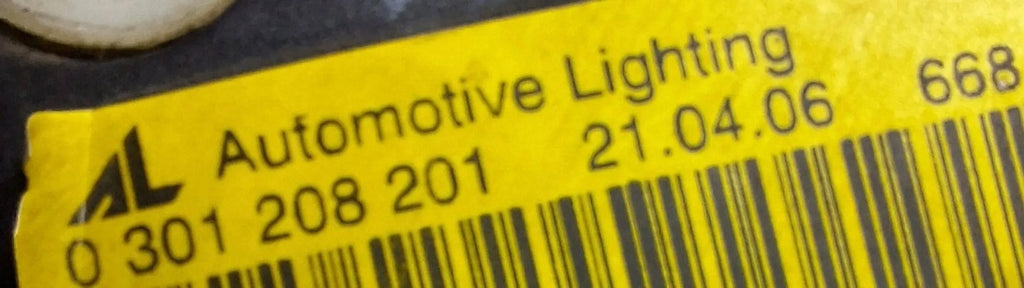 AL Automotive Lighting
0 301 208 201 21.04.06 668